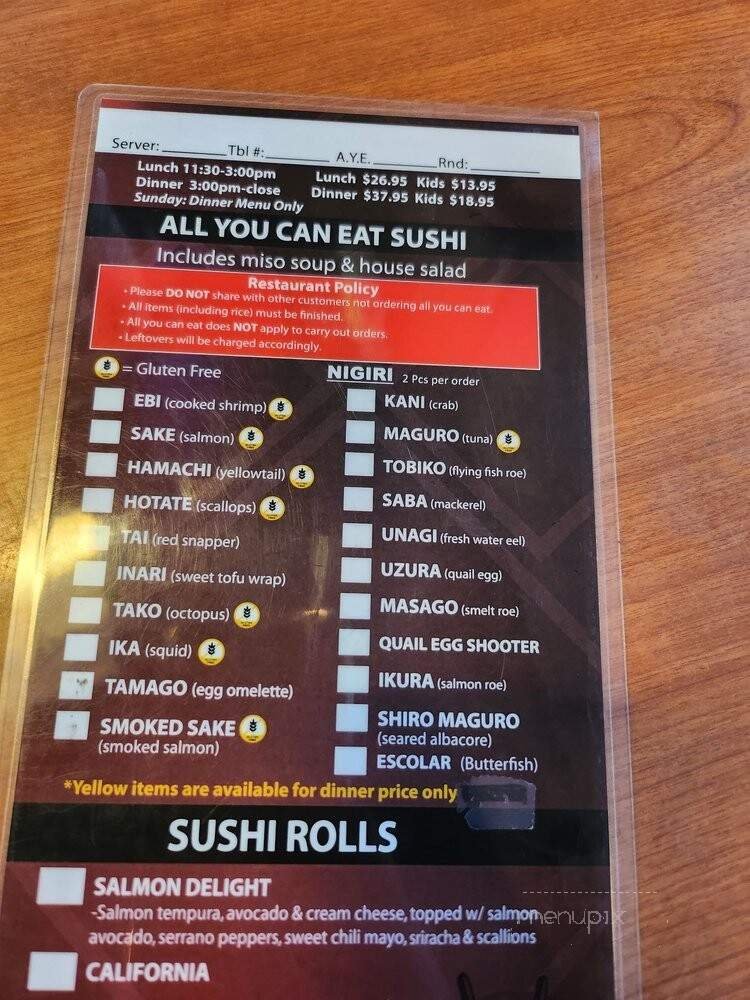 Server: Tbl #: A.Y.E. Rnd:
Lunch 11:30-3:00pm Lunch $26.95 Kids $13.95
Dinner 3:00pm-close Dinner $37.95 Kids $18.95
Sunday: Dinner Menu Only
ALL YOU CAN EAT SUSHI
Includes miso soup & house salad
Restaurant Policy
• Please DO NOT share with other customers not ordering all you can eat.
• All items (including rice) must be finished.
• All you can eat does NOT apply to carry out orders.
• Leftovers will be charged accordingly.
= Gluten Free
NIGIRI 2 Pcs per order
EBI (cooked shrimp)
SAKE (salmon)
HAMACHI (yellowtail)
HOTATE (scallops)
TAI (red snapper)
INARI (sweet tofu wrap)
TAKO (octopus)
IKA (squid)
TAMAGO (egg omelette)
SMOKED SAKE
(smoked salmon)
KANI (crab)
MAGURO (tuna)
TOBIKO (flying fish roe)
SABA (mackerel)
UNAGI (fresh water eel)
UZURA (quail egg)
MASAGO (smelt roe)
QUAIL EGG SHOOTER
IKURA (salmon roe)
SHIRO MAGURO
(seared albacore)
ESCOLAR (Butterfish)
*Yellow items are available for dinner price only
SUSHI ROLLS
SALMON DELIGHT
-Salmon tempura, avocado & cream cheese, topped w/ salmon
avocado, serrano peppers, sweet chili mayo, sriracha & scallions
CALIFORNIA
menupix